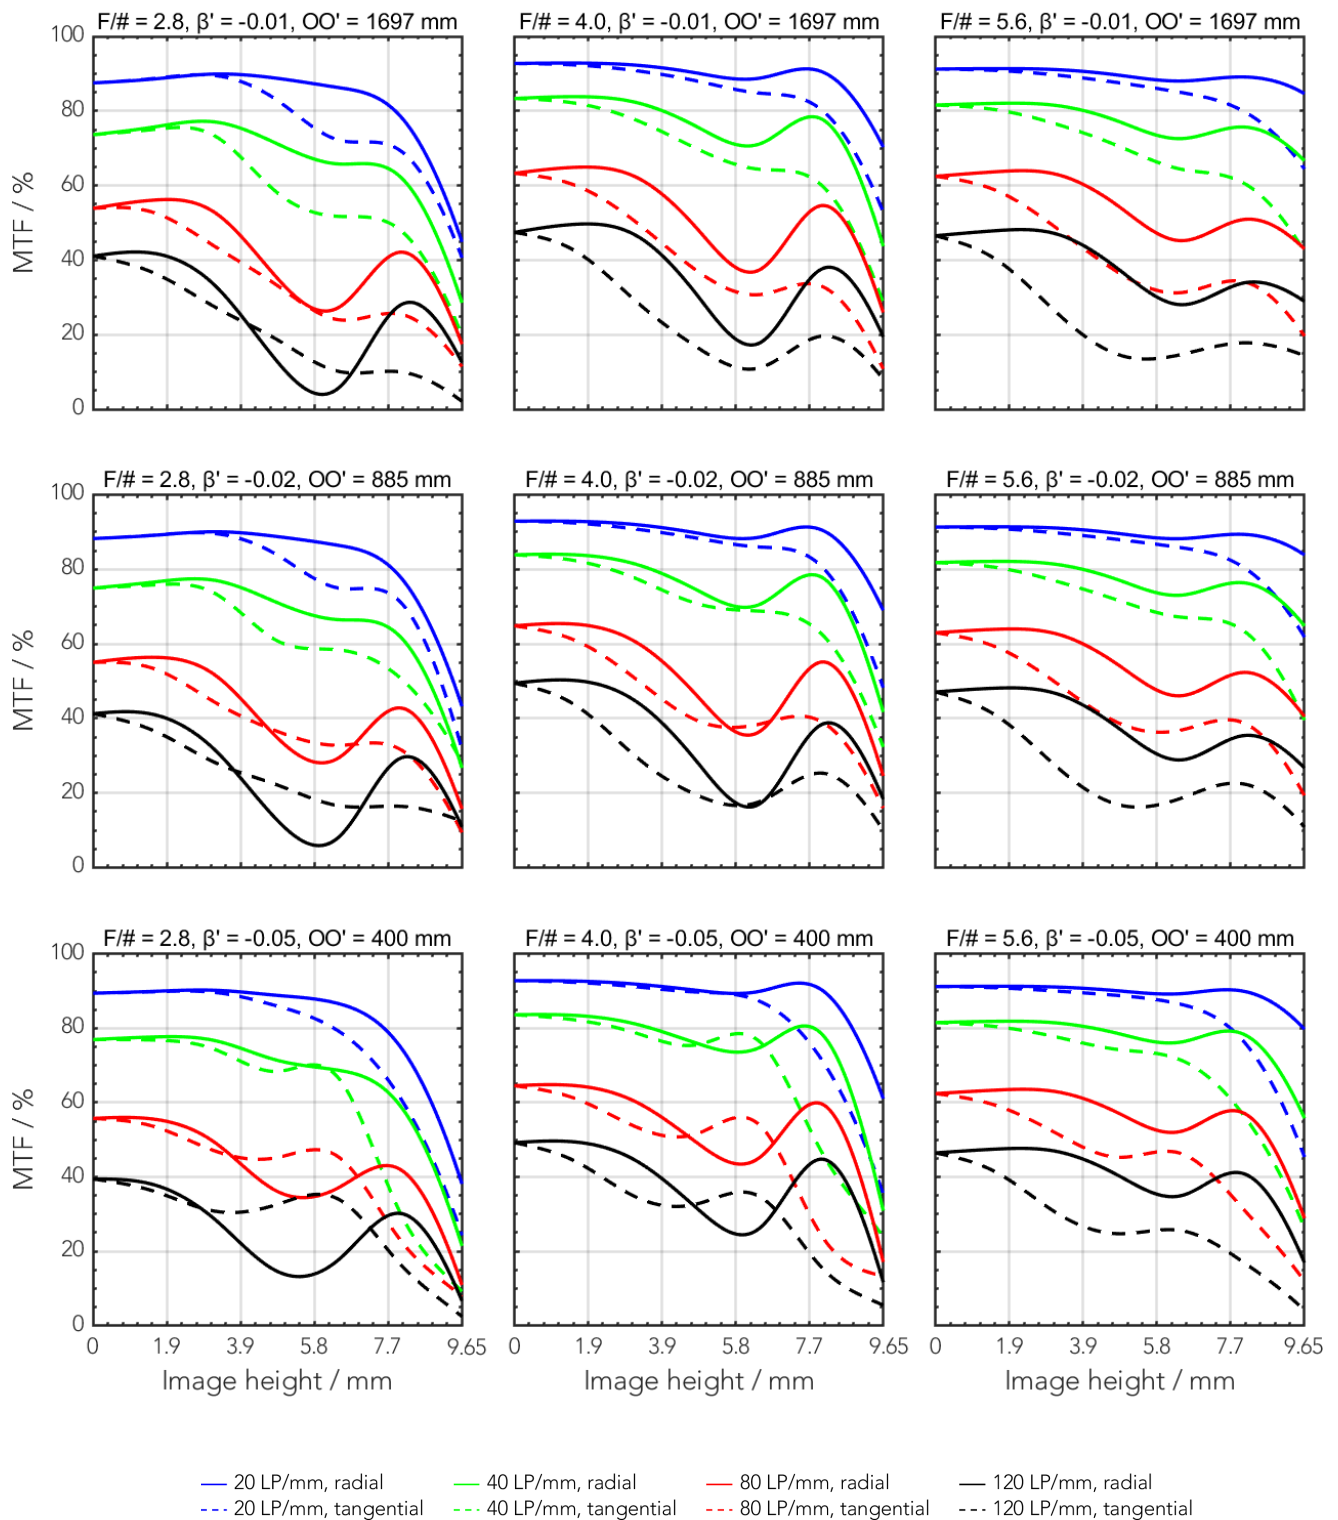 F/# = 2.8, β' = -0.01, OO' = 1697 mm
F/# = 4.0, β' = -0.01, OO' = 1697 mm
F/# = 5.6, β' = -0.01, OO' = 1697 mm
100
80
60
40
20
0
MTF / %
F/# = 2.8, β' = -0.02, OO' = 885 mm
F/# = 4.0, β' = -0.02, OO' = 885 mm
F/# = 5.6, β' = -0.02, OO' = 885 mm
100
80
60
40
20
0
MTF / %
F/# = 2.8, β' = -0.05, OO' = 400 mm
F/# = 4.0, β' = -0.05, OO' = 400 mm
F/# = 5.6, β' = -0.05, OO' = 400 mm
100
80
60
40
20
0
MTF / %
0 1.9 3.9 5.8 7.7 9.65
0 1.9 3.9 5.8 7.7 9.65
0 1.9 3.9 5.8 7.7 9.65
Image height / mm
Image height / mm
Image height / mm
20 LP/mm, radial
40 LP/mm, radial
80 LP/mm, radial
120 LP/mm, radial
20 LP/mm, tangential
40 LP/mm, tangential
80 LP/mm, tangential
120 LP/mm, tangential